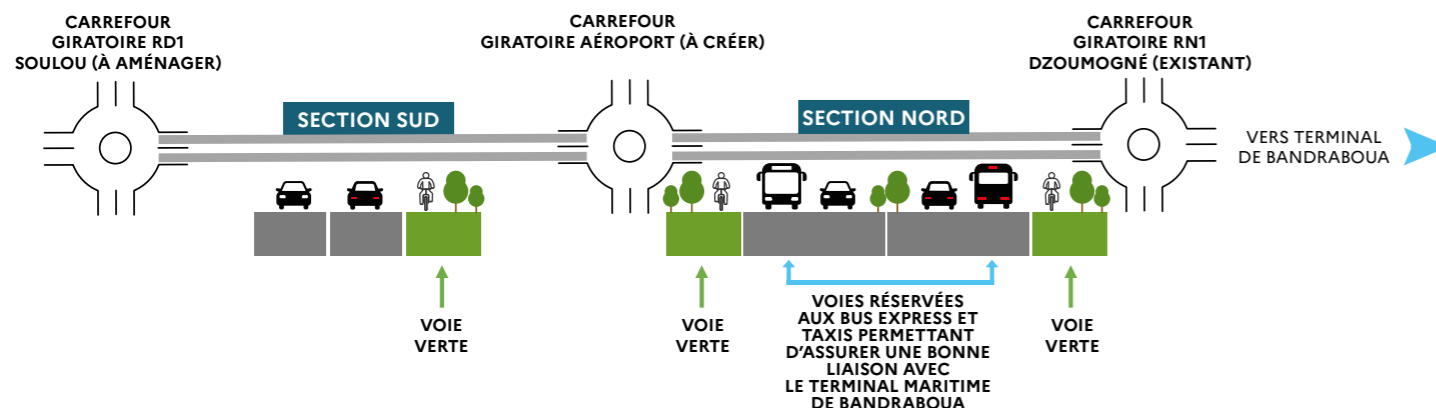 CARREFOUR
GIRATOIRE RD1
SOULOU (À AMÉNAGER)
CARREFOUR
GIRATOIRE AÉROPORT (À CRÉER)
CARREFOUR
GIRATOIRE RN1
DZOUMOGNÉ (EXISTANT)
SECTION SUD
SECTION NORD
VERS TERMINAL
DE BANDRABOUA
VOIE
VERTE
VOIE
VERTE
VOIES RÉSERVÉES
AUX BUS EXPRESS ET
TAXIS PERMETTANT
D'ASSURER UNE BONNE
LIAISON AVEC
LE TERMINAL MARITIME
DE BANDRABOUA
VOIE
VERTE